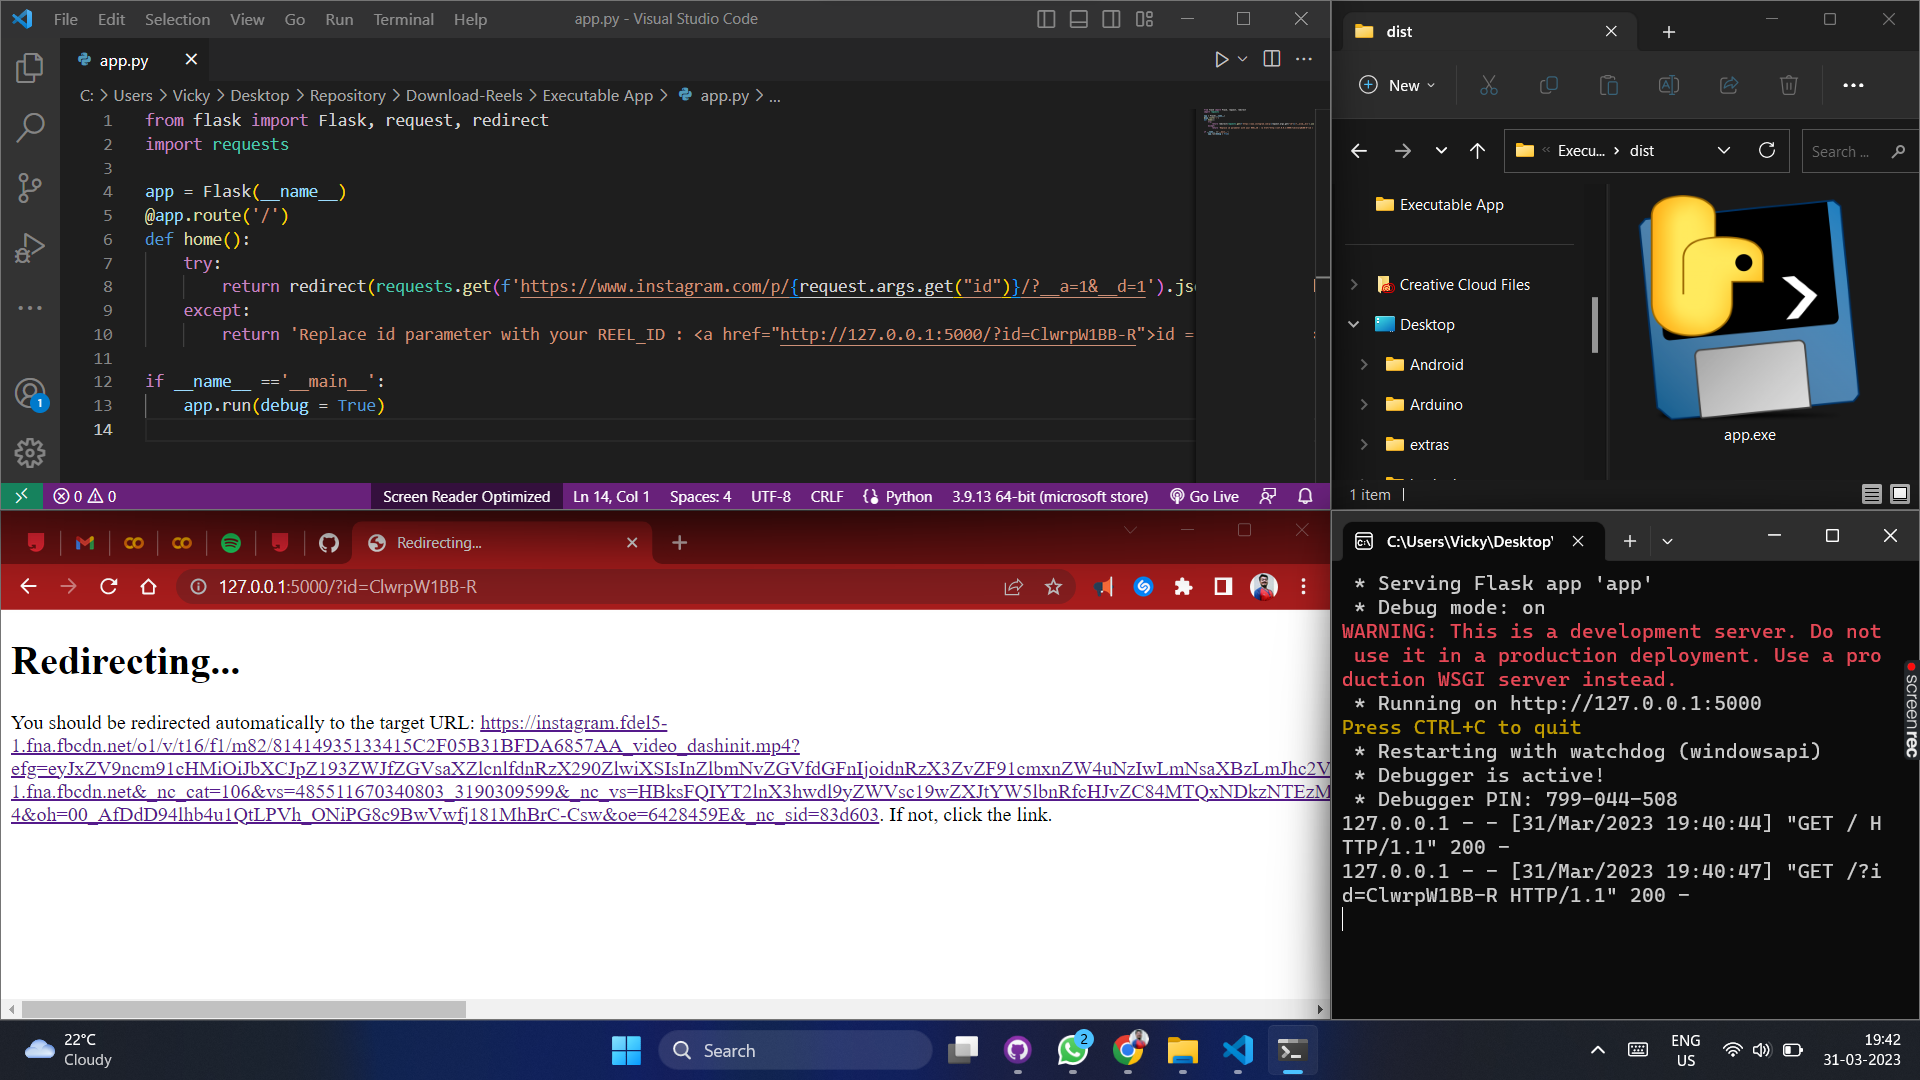 File Edit Selection View Go Run Terminal Help
app.py - Visual Studio Code
app.py
C: > Users > Vicky > Desktop > Repository > Download-Reels > Executable App > app.py > ...
1 from flask import Flask, request, redirect
2 import requests
3
4 app = Flask(__name__)
5 @app.route('/')
6 def home():
7 try:
8 return redirect(requests.get(f'https://www.instagram.com/p/{request.args.get("id")}/?__a=1&__d=1').jso
9 except:
10 return 'Replace id parameter with your REEL_ID : <a href="http://127.0.0.1:5000/?id=ClwrpW1BB-R">id =
11
12 if __name__ =='__main__':
13 app.run(debug = True)
14
1
0 0
Screen Reader Optimized
Ln 14, Col 1
Spaces: 4
UTF-8
CRLF
Python
3.9.13 64-bit (microsoft store)
Go Live
dist
New
Execu... > dist
Search ...
Executable App
Creative Cloud Files
Desktop
Android
Arduino
extras
app.exe
1 item
Redirecting...
127.0.0.1:5000/?id=ClwrpW1BB-R
Redirecting...
You should be redirected automatically to the target URL: https://instagram.fdel5-
1.fna.fbcdn.net/o1/v/t16/f1/m82/81414935133415C2F05B31BFDA6857AA_video_dashinit.mp4?
1.fna.fbcdn.net&_nc_cat=106&vs=485511670340803_3190309599&_nc_vs=
4&oh=00_AfDdD94lhb4u1QtLPVh_ONiPG8c9BwVwfj181MhBrC-Csw&oe=6428459E&_nc_sid=83d603. If not, click the link.
C:\Users\Vicky\Desktop\
* Serving Flask app 'app'
* Debug mode: on
WARNING: This is a development server. Do not
use it in a production deployment. Use a pro
duction WSGI server instead.
* Running on http://127.0.0.1:5000
Press CTRL+C to quit
* Restarting with watchdog (windowsapi)
* Debugger is active!
* Debugger PIN: 799-044-508
127.0.0.1 - - [31/Mar/2023 19:40:44] "GET / H
TTP/1.1" 200 -
127.0.0.1 - - [31/Mar/2023 19:40:47] "GET /?i
d=ClwrpW1BB-R HTTP/1.1" 200 -
screenrec
22°C
Cloudy
Search
2
ENG
US
19:42
31-03-2023